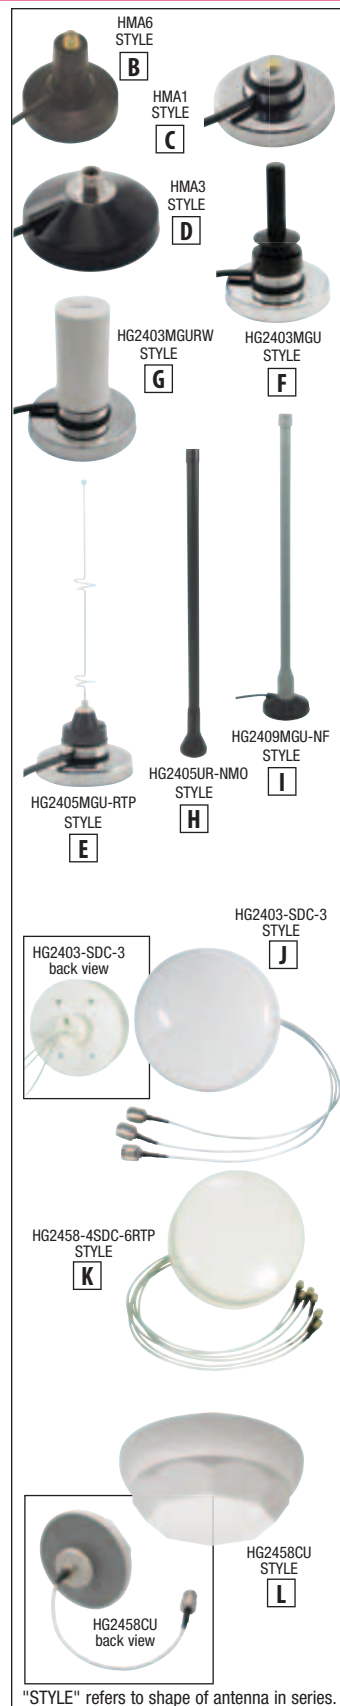 HMA6
STYLE
B
HMA1
STYLE
C
HMA3
STYLE
D
HG2403MGURW
STYLE
G
HG2403MGU
STYLE
F
HG2405MGU-RTP
STYLE
E
HG2405UR-NMO
STYLE
H
HG2409MGU-NF
STYLE
I
HG2403-SDC-3
STYLE
J
HG2403-SDC-3
back view
HG2458-4SDC-6RTP
STYLE
K
HG2458CU
STYLE
L
HG2458CU
back view
"STYLE" refers to shape of antenna in series.